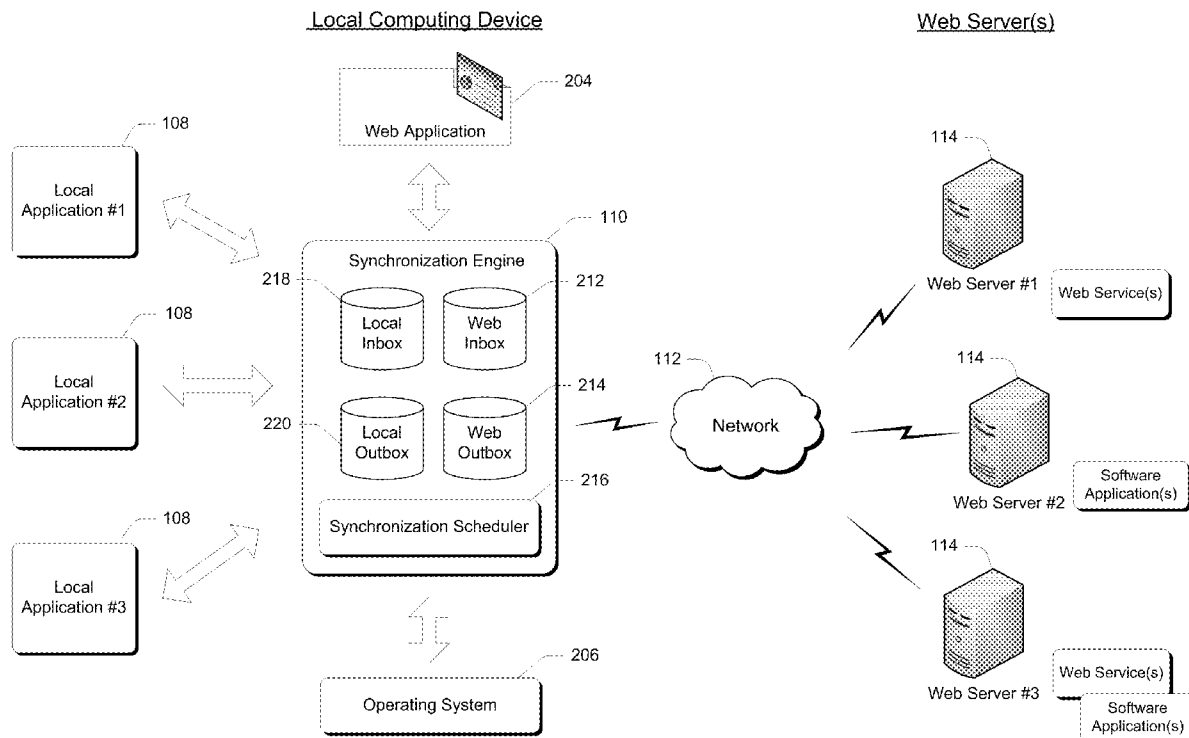 Local Computing Device
Web Server(s)
204
Web Application
108
Local
Application #1
114
110
Synchronization Engine
218
212
Local
Inbox
Web
Inbox
Web Server #1
Web Service(s)
108
Local
Application #2
112
114
214
Network
220
Local
Outbox
Web
Outbox
216
Web Server #2
Software
Application(s)
Synchronization Scheduler
108
Local
Application #3
114
206
Operating System
Web Server #3
Web Service(s)
Software
Application(s)